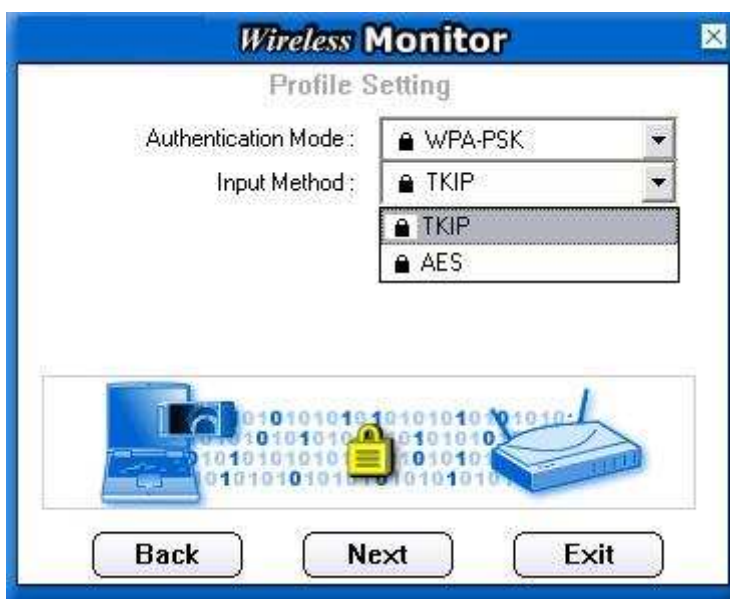 Wireless Monitor
Profile Setting
Authentication Mode : WPA-PSK
Input Method : TKIP
TKIP
AES
Back Next Exit